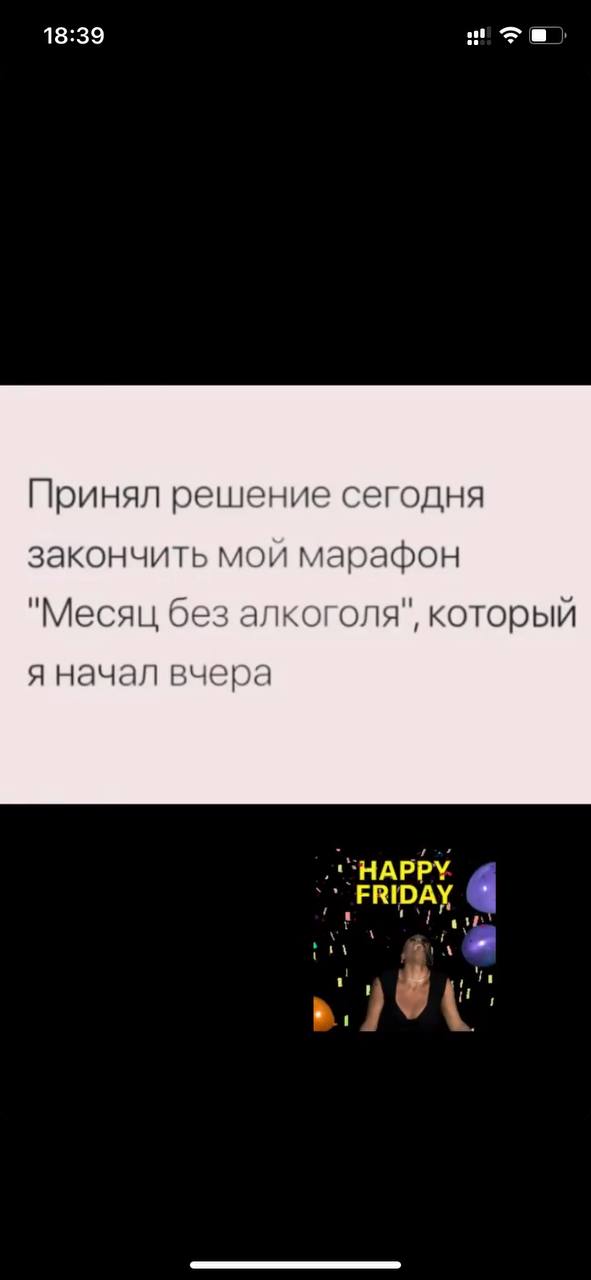 18:39
Принял решение сегодня
закончить мой марафон
"Месяц без алкоголя", который
я начал вчера
HAPPY
FRIDAY